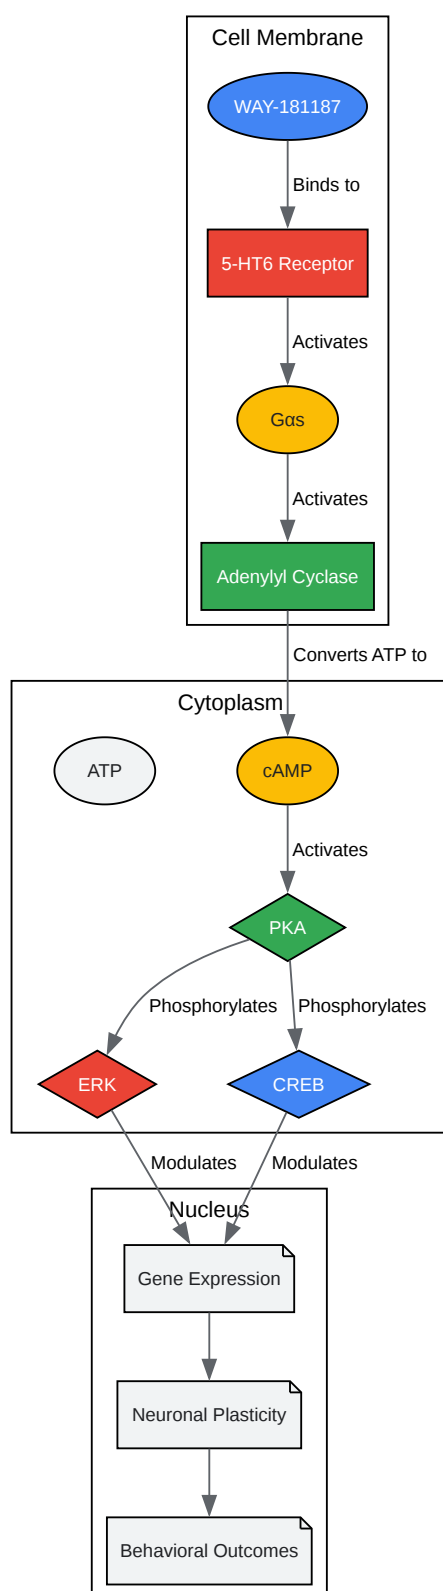 Cell Membrane
WAY-181187
Binds to
5-HT6 Receptor
Activates
Gαs
Activates
Adenylyl Cyclase
Converts ATP to
Cytoplasm
ATP
cAMP
Activates
PKA
Phosphorylates
Phosphorylates
ERK
CREB
Modulates
Modulates
Nucleus
Gene Expression
Neuronal Plasticity
Behavioral Outcomes